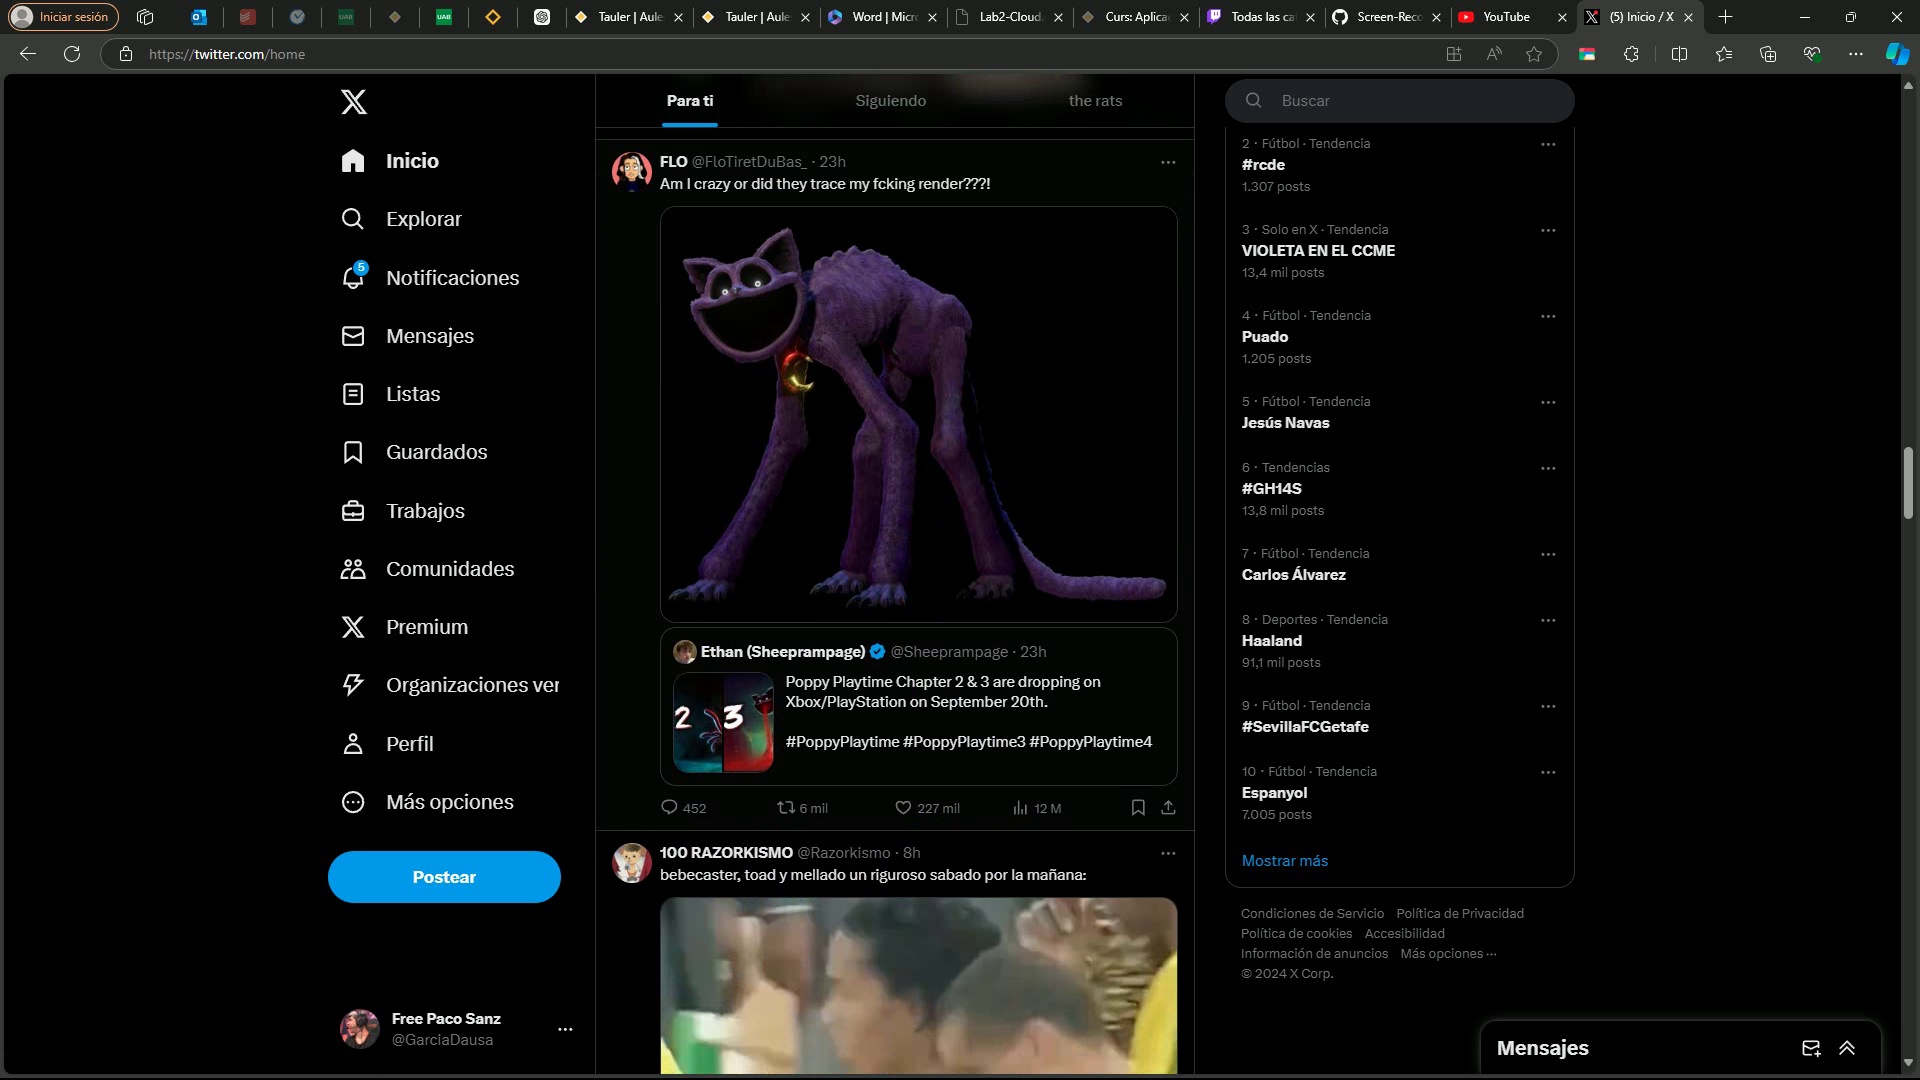 Iniciar sesión
UAB
UAB
Tauler | Aule
Tauler | Aule
Word | Micro
Lab2-Cloud
Curs: Aplica
Todas las ca
Screen-Reco
YouTube
(5) Inicio / X
https://twitter.com/home
Inicio
Explorar
5
Notificaciones
Mensajes
Listas
Guardados
Trabajos
Comunidades
Premium
Organizaciones ver
Perfil
Más opciones
Postear
Free Paco Sanz
@GarciaDausa
Para ti
Siguiendo
the rats
FLO @FloTiretDuBas_ · 23h
Am I crazy or did they trace my fcking render???!
Ethan (Sheeprampage) @Sheeprampage · 23h
2 3
Poppy Playtime Chapter 2 & 3 are dropping on
Xbox/PlayStation on September 20th.
#PoppyPlaytime #PoppyPlaytime3 #PoppyPlaytime4
452
6 mil
227 mil
12 M
100 RAZORKISMO @Razorkismo · 8h
bebecaster, toad y mellado un riguroso sabado por la mañana:
Buscar
2 · Fútbol · Tendencia
#rcde
1.307 posts
3 · Solo en X · Tendencia
VIOLETA EN EL CCME
13,4 mil posts
4 · Fútbol · Tendencia
Puado
1.205 posts
5 · Fútbol · Tendencia
Jesús Navas
6 · Tendencias
#GH14S
13,8 mil posts
7 · Fútbol · Tendencia
Carlos Álvarez
8 · Deportes · Tendencia
Haaland
91,1 mil posts
9 · Fútbol · Tendencia
#SevillaFCGetafe
10 · Fútbol · Tendencia
Espanyol
7.005 posts
Mostrar más
Condiciones de Servicio Política de Privacidad
Política de cookies Accesibilidad
Información de anuncios Más opciones ···
© 2024 X Corp.
Mensajes